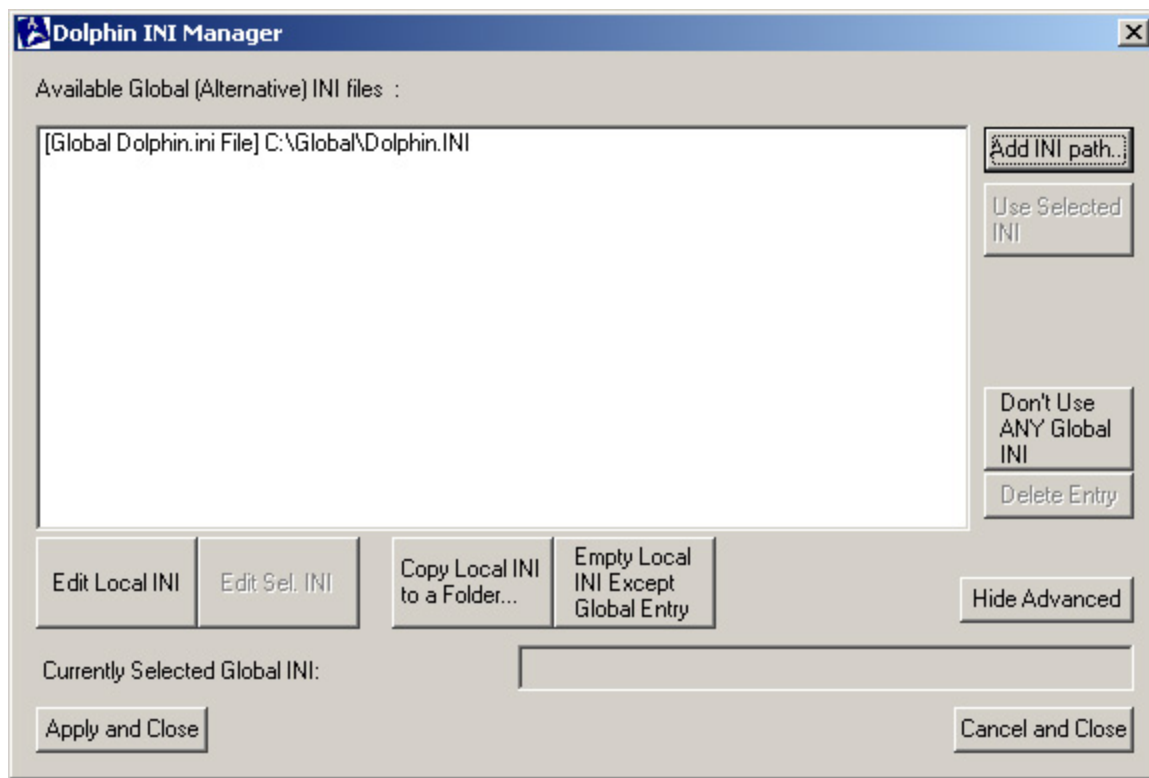 Dolphin INI Manager
Available Global (Alternative) INI files :
[Global Dolphin.ini File] C:\Global\Dolphin.INI
Add INI path..
Use Selected
INI
Don't Use
ANY Global
INI
Delete Entry
Edit Local INI
Edit Sel. INI
Copy Local INI
to a Folder...
Empty Local
INI Except
Global Entry
Hide Advanced
Currently Selected Global INI:
Apply and Close
Cancel and Close